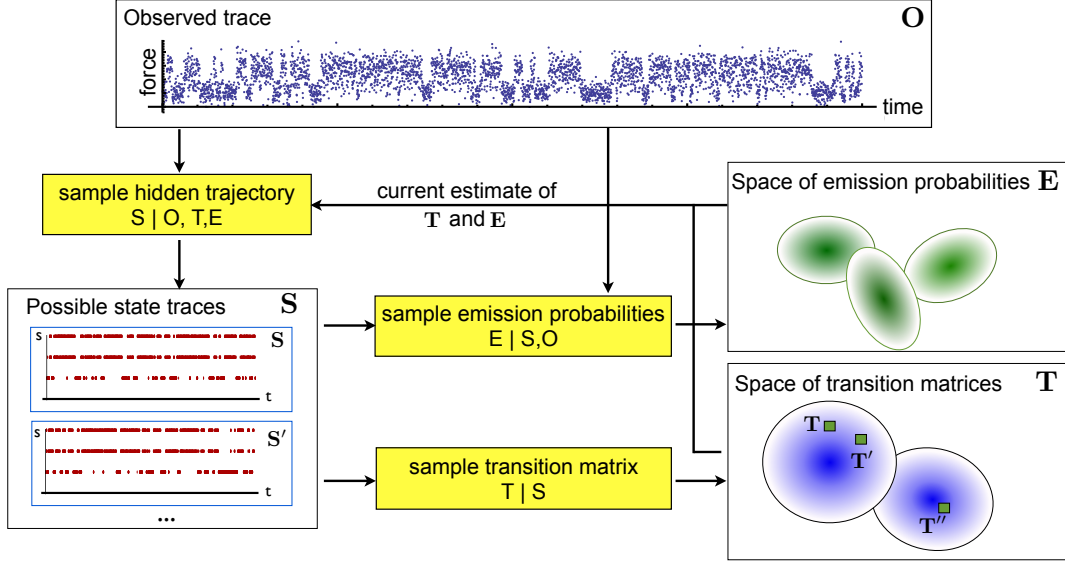 Observed trace
O
force
time
sample hidden trajectory
S | O, T,E
current estimate of
T and E
Space of emission probabilities E
Possible state traces S
s
S
t
s
S′
t
...
sample emission probabilities
E | S,O
Space of transition matrices T
T
T′
T′′
sample transition matrix
T | S